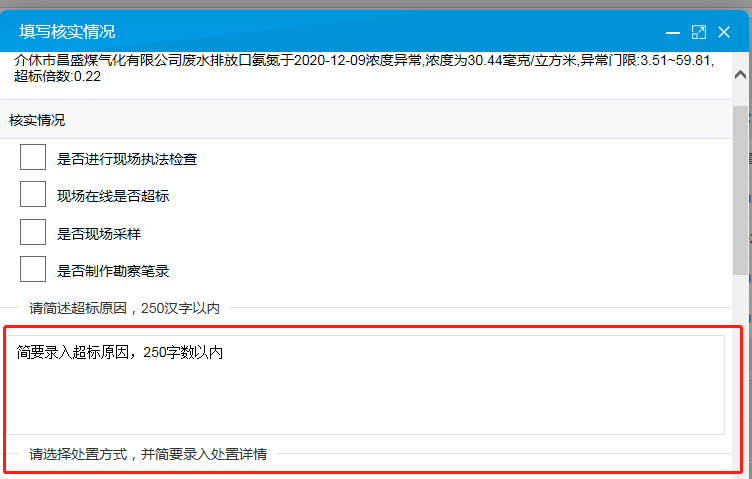 填写核实情况
介休市昌盛煤气化有限公司废水排放口氨氮于2020-12-09浓度异常,浓度为30.44毫克/立方米,异常门限:3.51~59.81,
超标倍数:0.22
核实情况
是否进行现场执法检查
现场在线是否超标
是否现场采样
是否制作勘察笔录
请简述超标原因，250汉字以内
简要录入超标原因，250字数以内
请选择处置方式，并简要录入处置详情